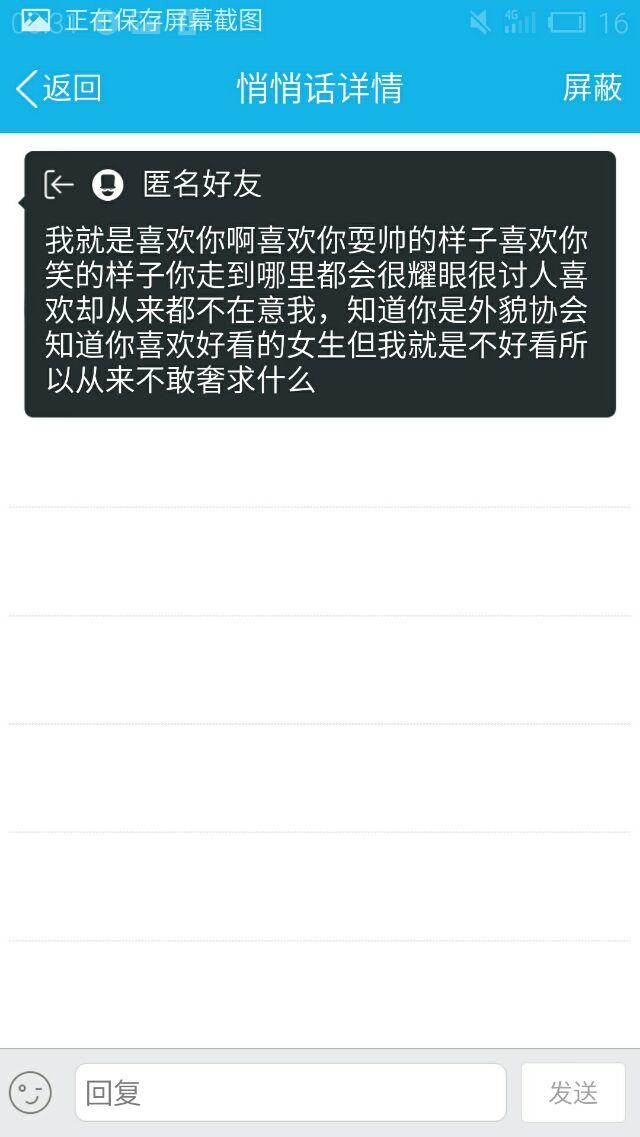 正在保存屏幕截图
4G
16
返回
悄悄话详情
屏蔽
匿名好友
我就是喜欢你啊喜欢你耍帅的样子喜欢你
笑的样子你走到哪里都会很耀眼很讨人喜
欢却从来都不在意我，知道你是外貌协会
知道你喜欢好看的女生但我就是不好看所
以从来不敢奢求什么
回复
发送